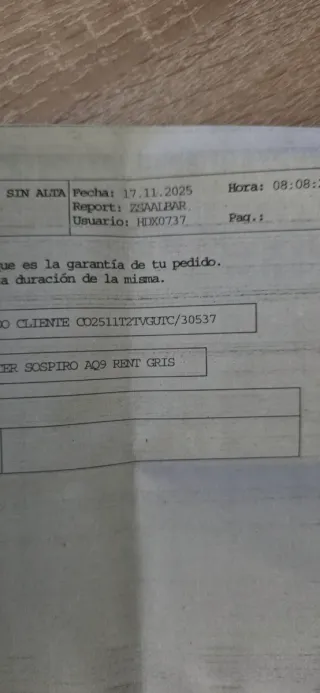 SIN ALTA Fecha: 17.11.2025 Hora: 08:08:
Report: ZSAALBAR
Usuario: HDX0737 Pag.:
ue es la garantía de tu pedido.
a duración de la misma.
O CLIENTE CO2511T2TVGUTC/30537
ER SOSPIRO AQ9 RENT GRIS